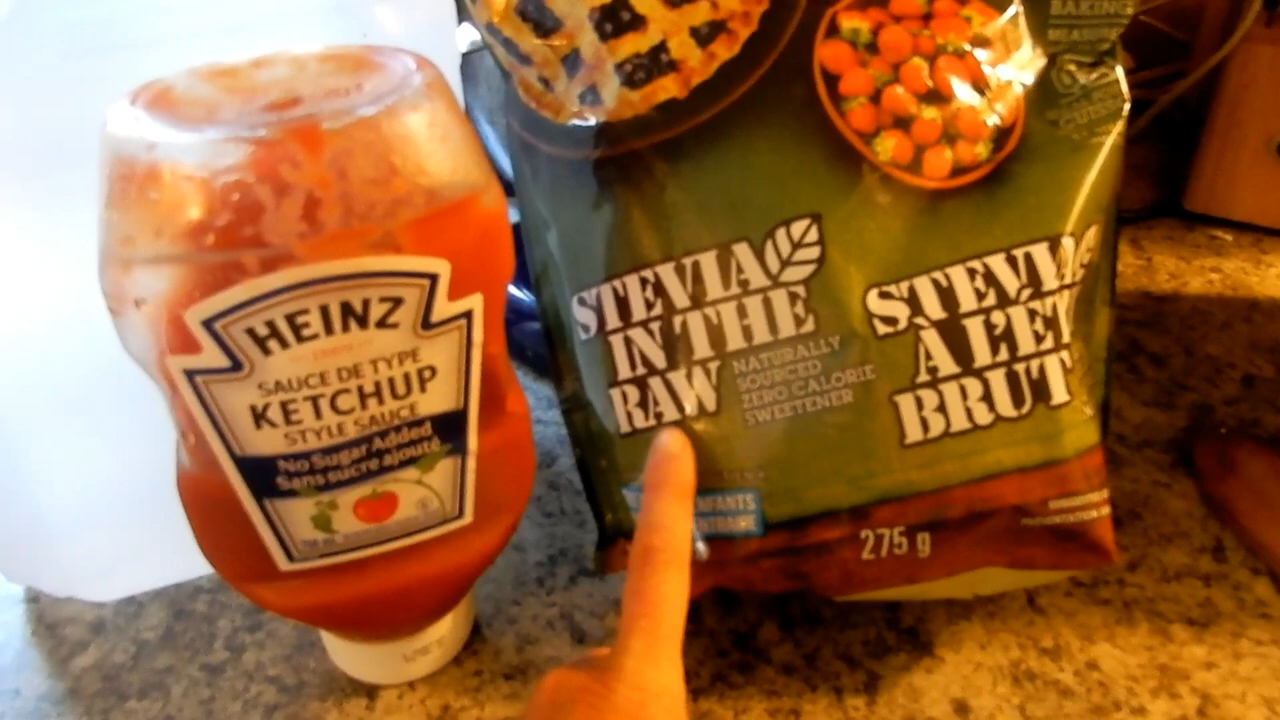 HEINZ
SAUCE DE TYPE
KETCHUP
STYLE SAUCE
No Sugar Added
Sans sucre ajouté
BAKING
STEVIA
IN THE
RAW
NATURALLY
SOURCED
ZERO CALORIE
SWEETENER
STEVIA
À L'ÉT
BRUT
275 g